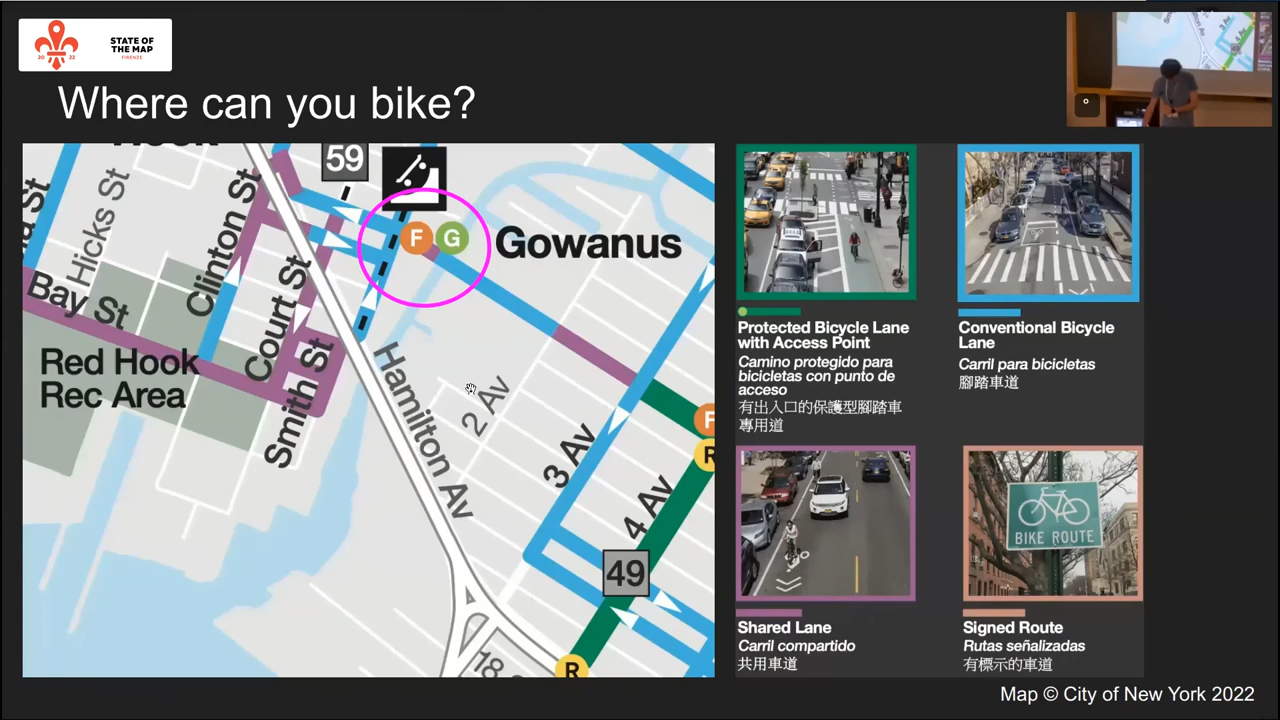 20 22
STATE OF
THE MAP
FIRENZE
Where can you bike?
59
F G
Gowanus
Hicks St
Clinton St
Bay St
Court St
Red Hook
Rec Area
Smith St
Hamilton Av
2 Av
3 Av
4 Av
F
R
49
R
18
Protected Bicycle Lane
with Access Point
Camino protegido para
bicicletas con punto de
acceso
有出入口的保護型腳踏車
專用道
Conventional Bicycle
Lane
Carril para bicicletas
腳踏車道
Shared Lane
Carril compartido
共用車道
BIKE ROUTE
Signed Route
Rutas señalizadas
有標示的車道
Map © City of New York 2022